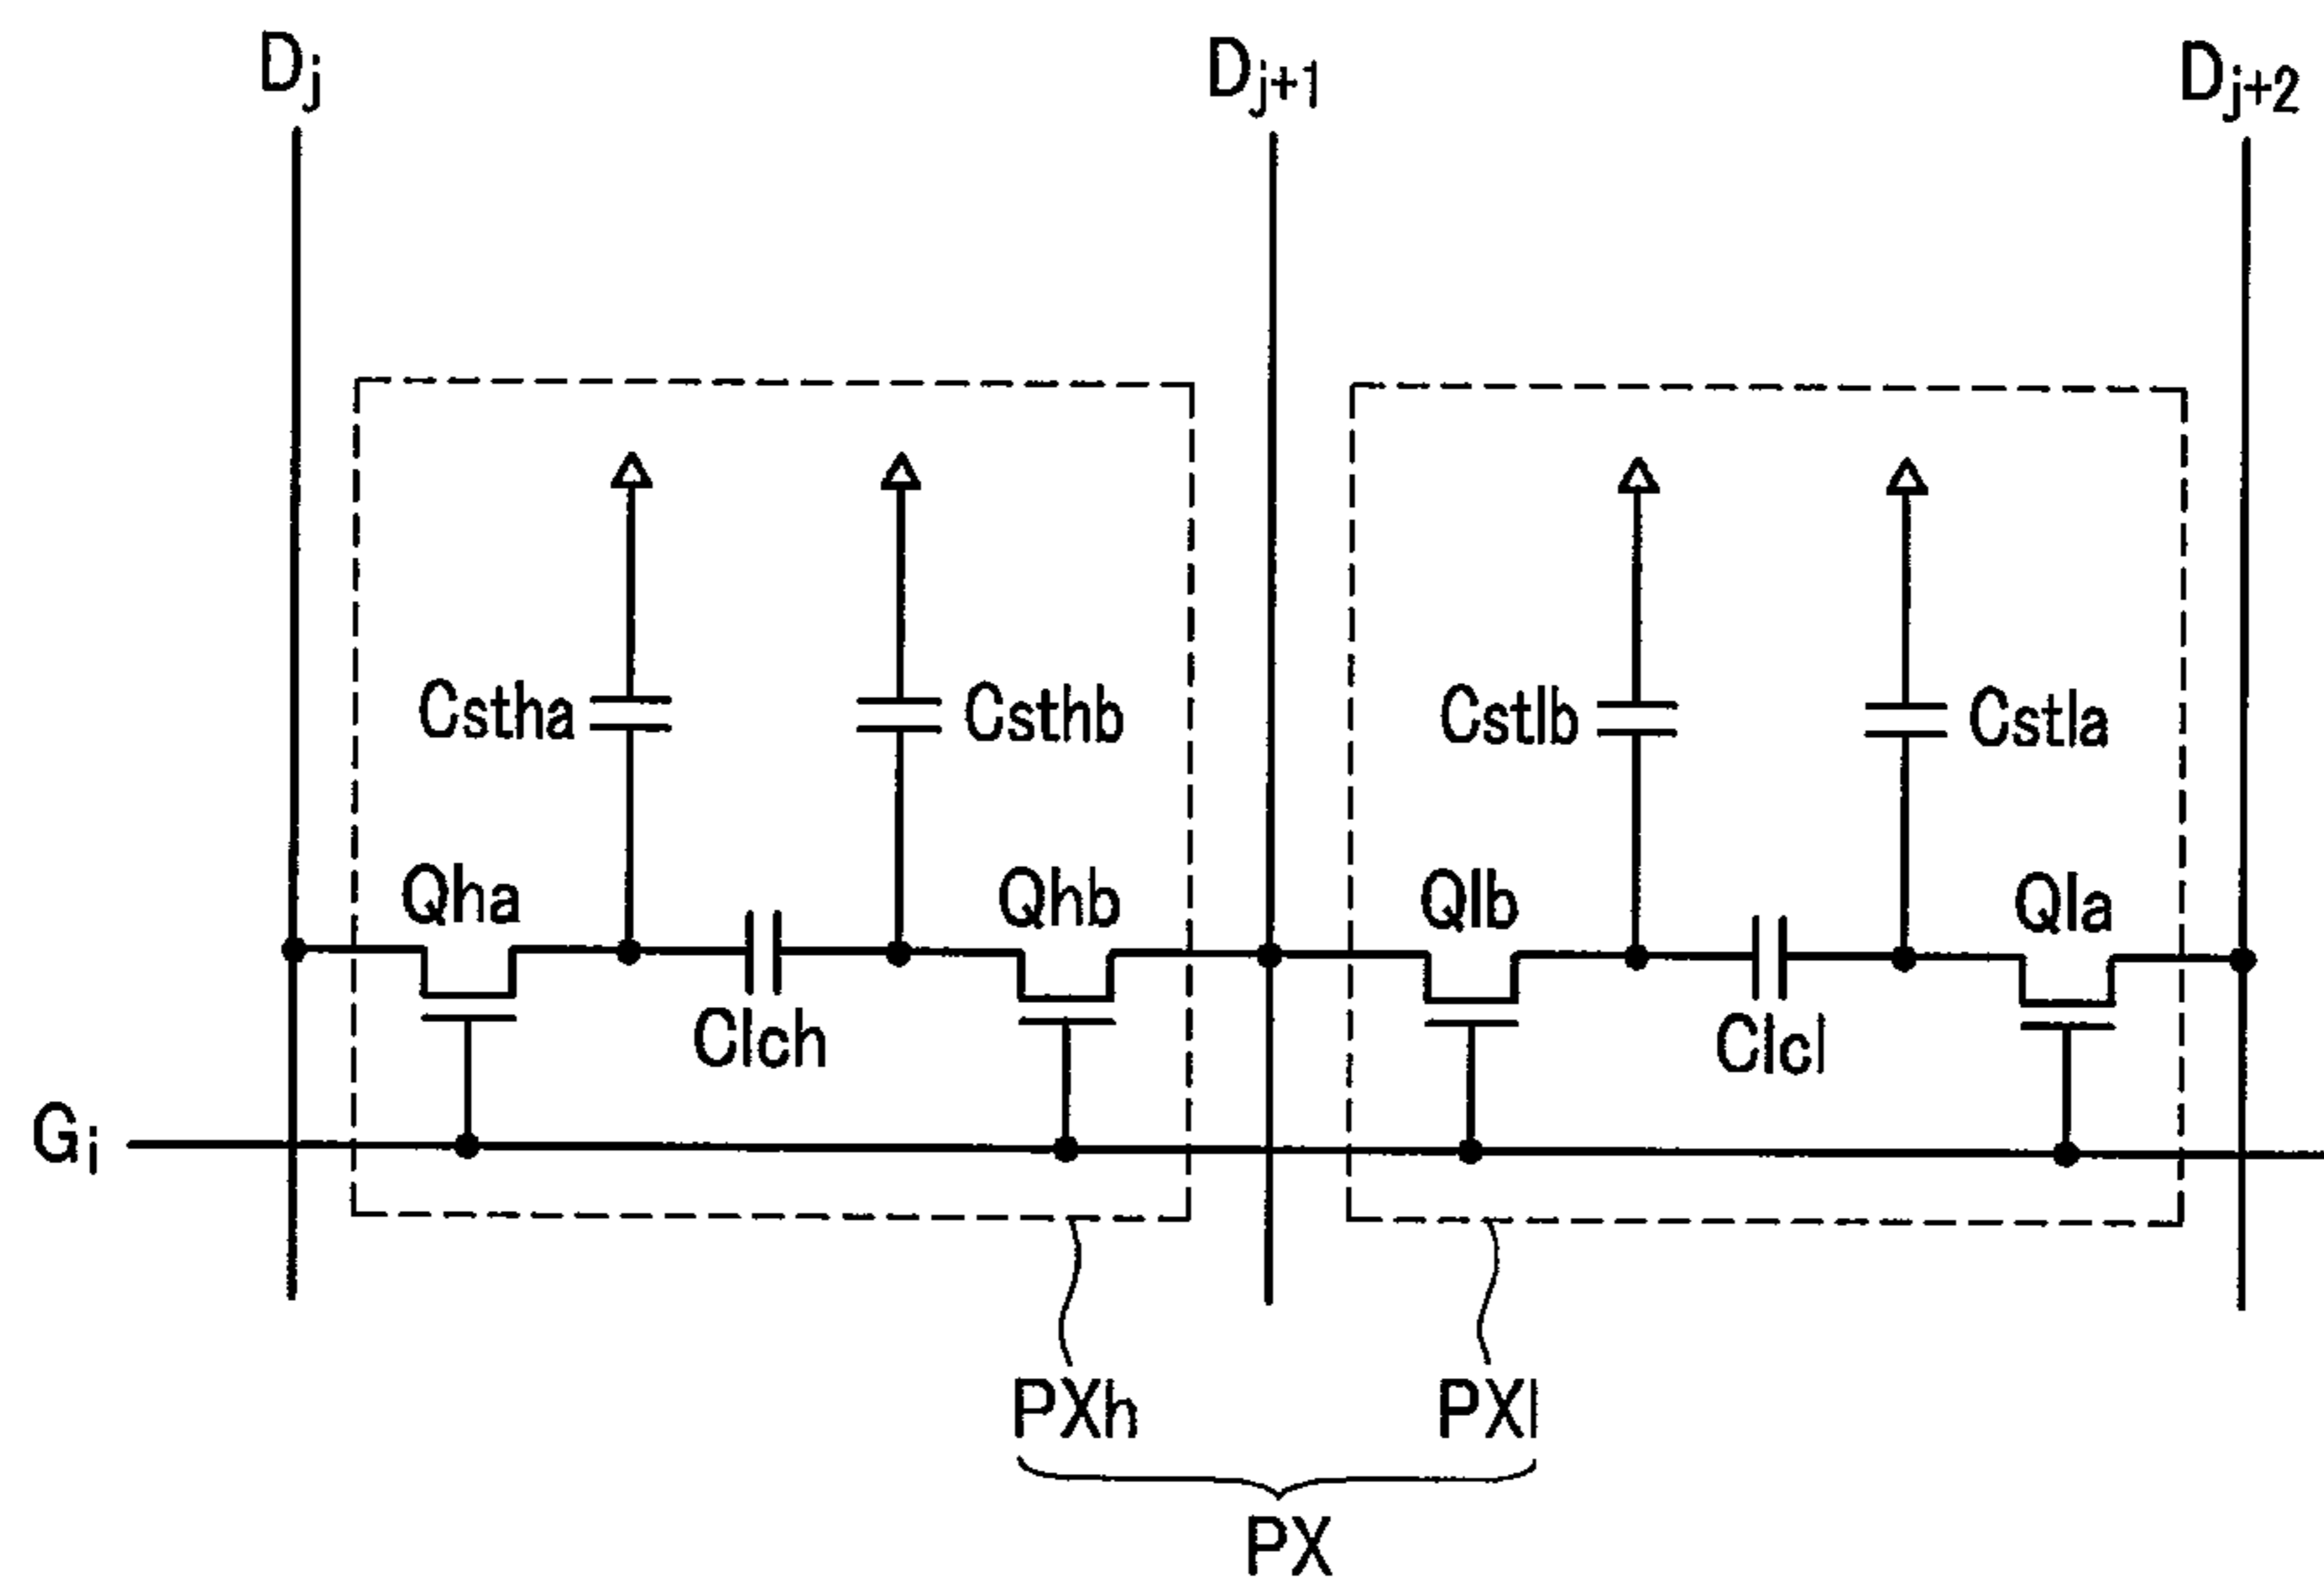 Dj Dj+1 Dj+2
Cstha Csthb Cstlb Cstla
Qha Qhb Qlb Qla
Clch Clcl
Gi
PXh PXl
PX